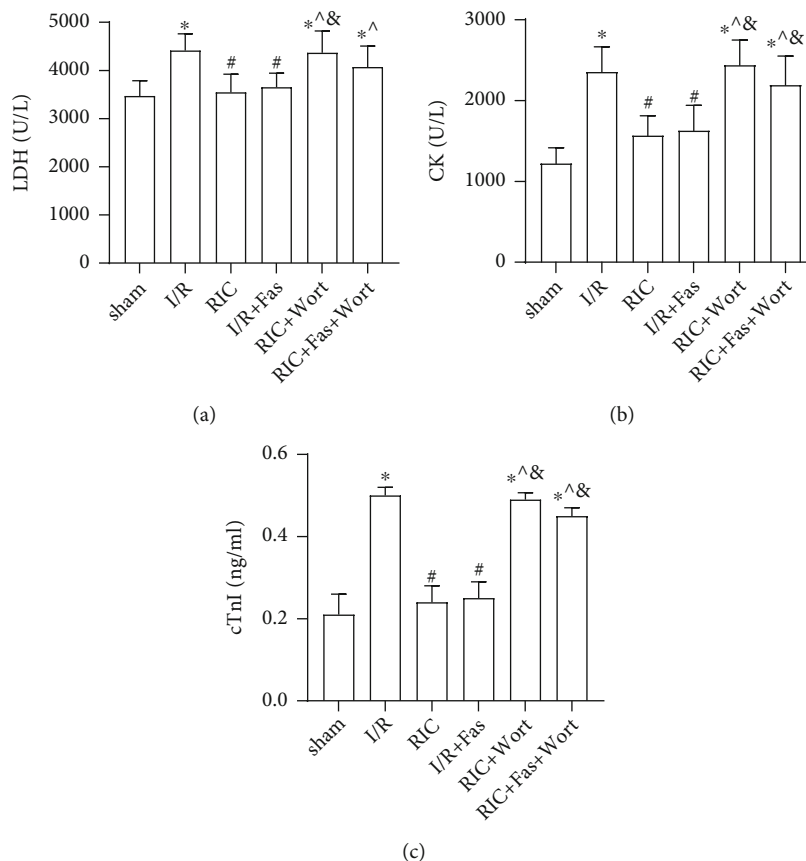 5000
4000
3000
2000
1000
0
LDH (U/L)
*
#
#
*^&
*^
sham
I/R
RIC
I/R+Fas
RIC+Wort
RIC+Fas+Wort
(a)
3000
2000
1000
0
CK (U/L)
*
#
#
*^&
*^&
sham
I/R
RIC
I/R+Fas
RIC+Wort
RIC+Fas+Wort
(b)
0.6
0.4
0.2
0.0
cTnI (ng/ml)
*
#
#
*^&
*^&
sham
I/R
RIC
I/R+Fas
RIC+Wort
RIC+Fas+Wort
(c)